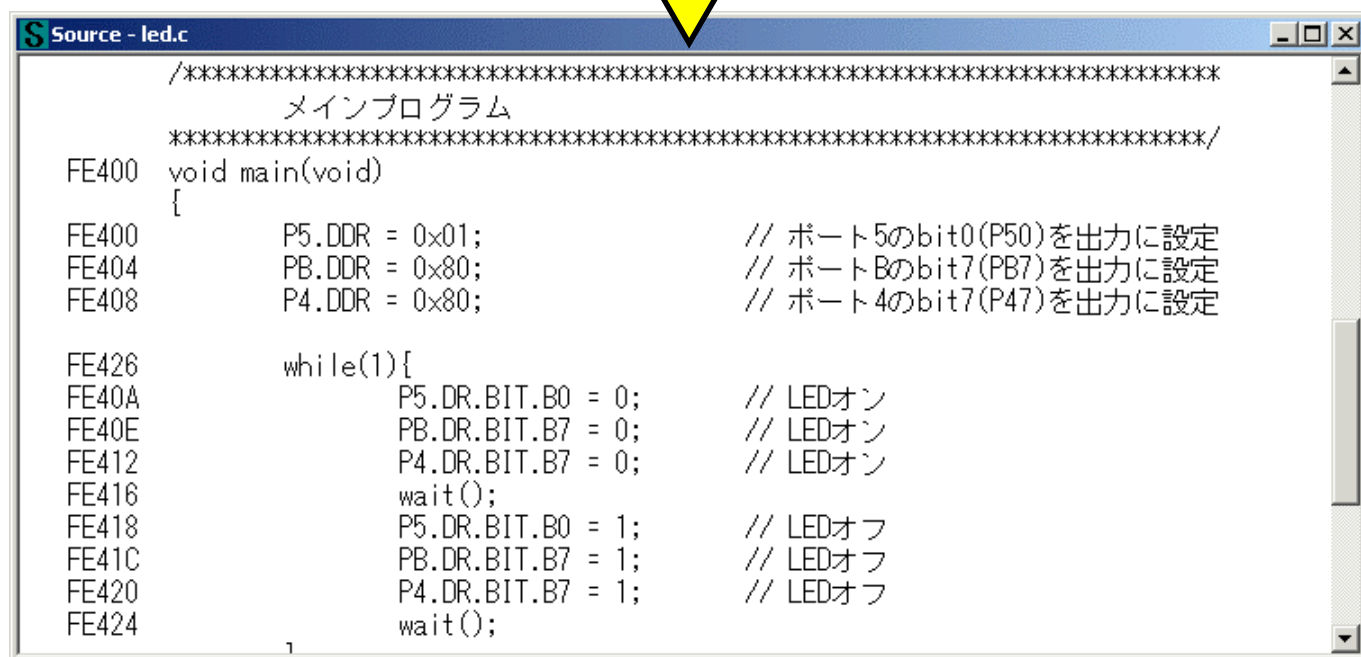 Source - led.c
/************************************************************************
メインプログラム
************************************************************************/
FE400 void main(void)
{
FE400 P5.DDR = 0x01; // ポート5のbit0(P50)を出力に設定
FE404 PB.DDR = 0x80; // ポートBのbit7(PB7)を出力に設定
FE408 P4.DDR = 0x80; // ポート4のbit7(P47)を出力に設定
FE426 while(1){
FE40A P5.DR.BIT.B0 = 0; // LEDオン
FE40E PB.DR.BIT.B7 = 0; // LEDオン
FE412 P4.DR.BIT.B7 = 0; // LEDオン
FE416 wait();
FE418 P5.DR.BIT.B0 = 1; // LEDオフ
FE41C PB.DR.BIT.B7 = 1; // LEDオフ
FE420 P4.DR.BIT.B7 = 1; // LEDオフ
FE424 wait();